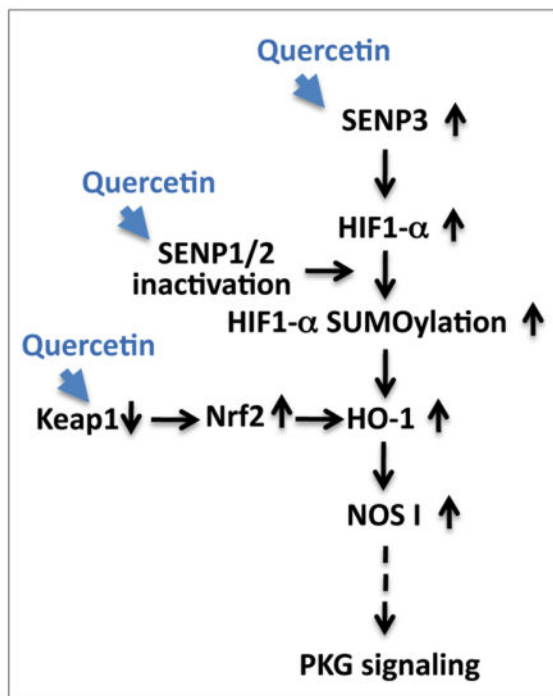 Quercetin
SENP3
Quercetin
HIF1-α
SENP1/2
inactivation
HIF1-α SUMOylation
Quercetin
Keap1 Nrf2 HO-1
NOS I
PKG signaling